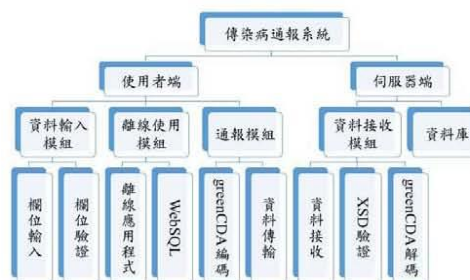 傳染病通報系統
使用者端
伺服器端
資料輸入
模組
離線使用
模組
通報模組
資料接收
模組
資料庫
欄位輸入
欄位驗證
離線應用程式
WebSQL
greenCDA編碼
資料傳輸
資料接收
XSD驗證
greenCDA解碼